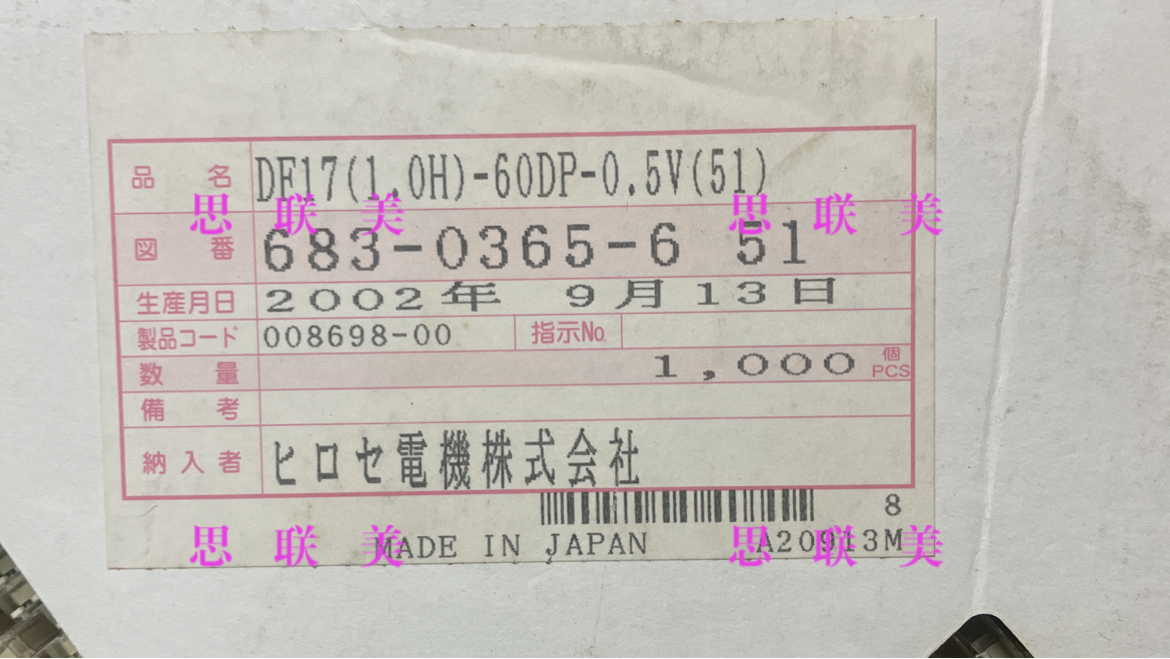 品名 DF17(1.0H)-60DP-0.5V(51)
思联美 思联美
図番 683-0365-6 51
生産月日 2002年 9月13日
製品コード 008698-00 指示No.
数量 1,000 個 PCS
備考
納入者 ヒロセ電機株式会社
8
思联美 思联美
MADE IN JAPAN A20913M